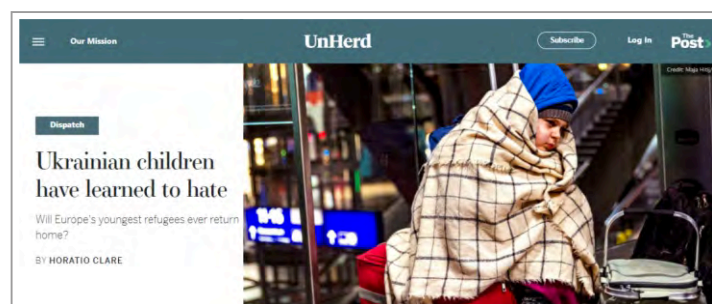 Our Mission
UnHerd
Subscribe
Log In
The
Post
Dispatch
Ukrainian children
have learned to hate
Will Europe's youngest refugees ever return
home?
BY HORATIO CLARE